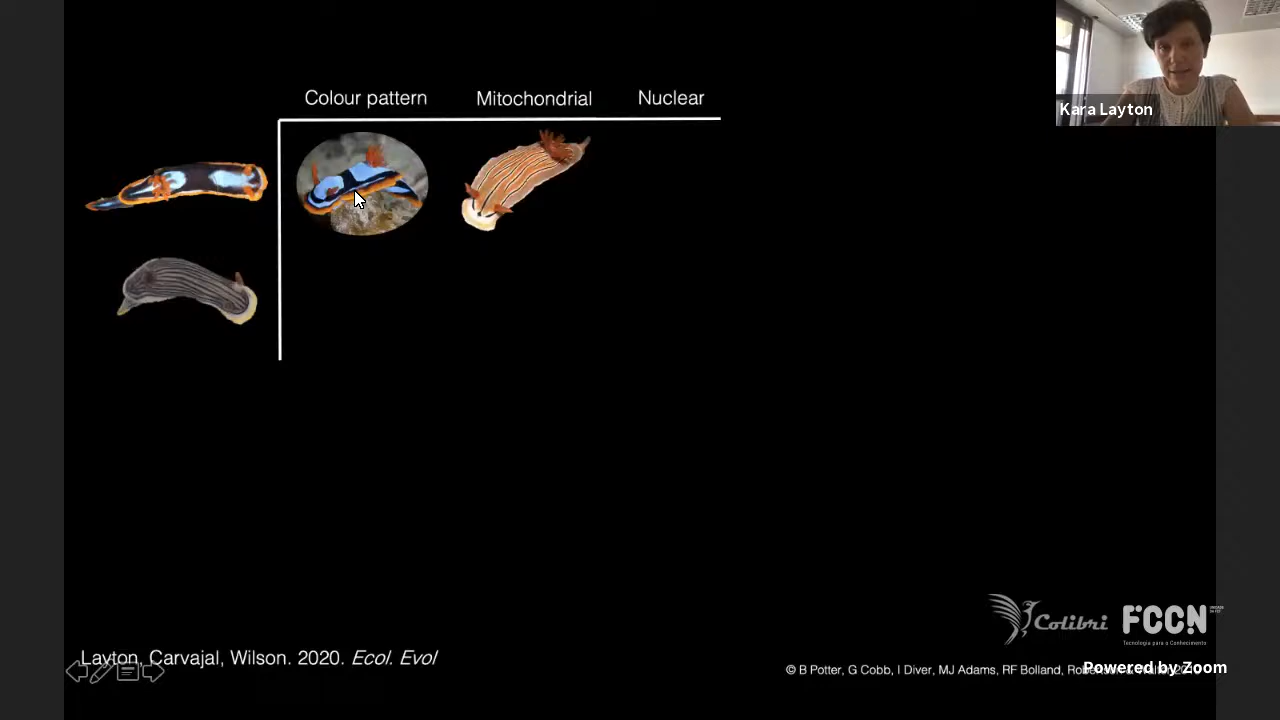 Colour pattern Mitochondrial Nuclear
Kara Layton
Colibri FCCN
Tecnologia para o Conhecimento
Layton, Carvajal, Wilson. 2020. Ecol. Evol
© B Potter, G Cobb, I Diver, MJ Adams, RF Bolland,
Powered by Zoom